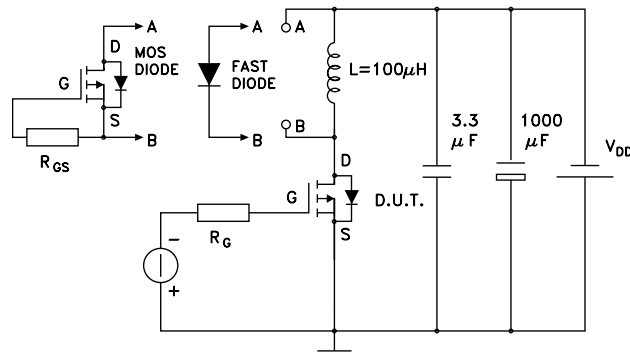 A
A
A
D
MOS
DIODE
FAST
DIODE
L=100μH
G
S
B
B
B
3.3
μF
1000
μF
V_DD
R_GS
D
G
D.U.T.
S
R_G
−
+